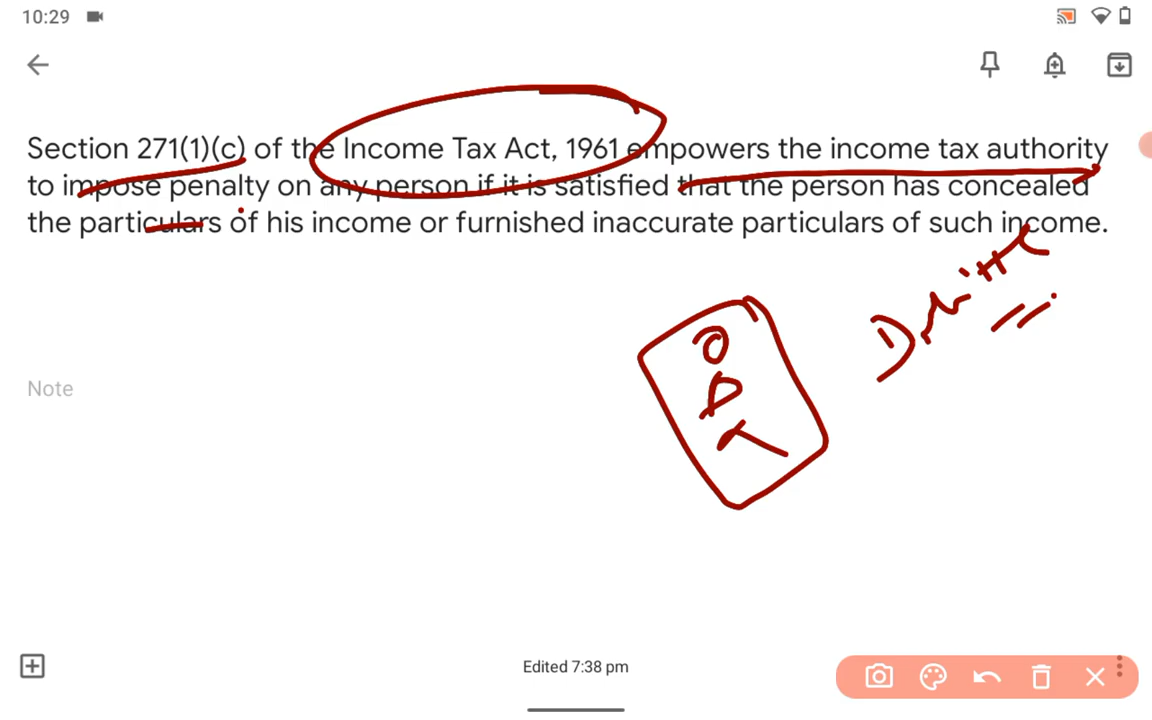 10:29
Section 271(1)(c) of the Income Tax Act, 1961 empowers the income tax authority
to impose penalty on any person if it is satisfied that the person has concealed
the particulars of his income or furnished inaccurate particulars of such income.
Note
Edited 7:38 pm